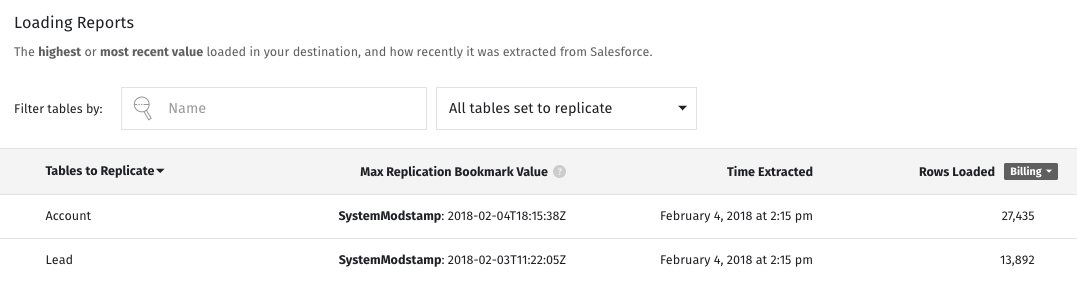 Loading Reports
The highest or most recent value loaded in your destination, and how recently it was extracted from Salesforce.
Filter tables by: Name All tables set to replicate
Tables to Replicate Max Replication Bookmark Value ? Time Extracted Rows Loaded Billing
Account SystemModstamp: 2018-02-04T18:15:38Z February 4, 2018 at 2:15 pm 27,435
Lead SystemModstamp: 2018-02-03T11:22:05Z February 4, 2018 at 2:15 pm 13,892